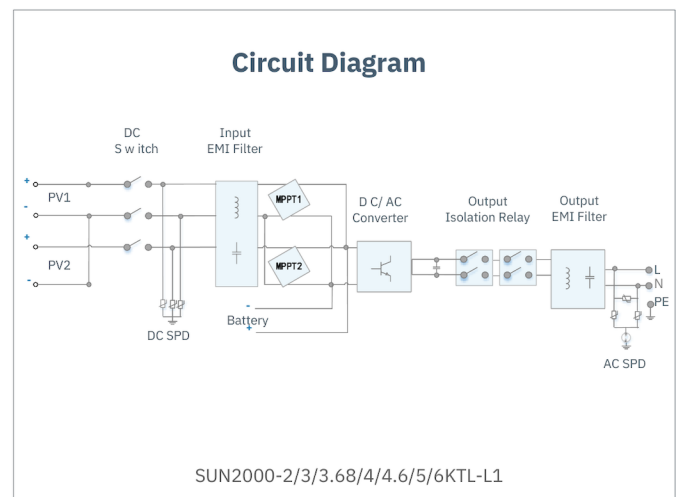 Circuit Diagram
DC
S w itch
Input
EMI Filter
+
PV1
-
+
PV2
-
MPPT1
MPPT2
D C/ AC
Converter
Output
Isolation Relay
Output
EMI Filter
L
N
PE
-
Battery
+
DC SPD
AC SPD
SUN2000-2/3/3.68/4/4.6/5/6KTL-L1